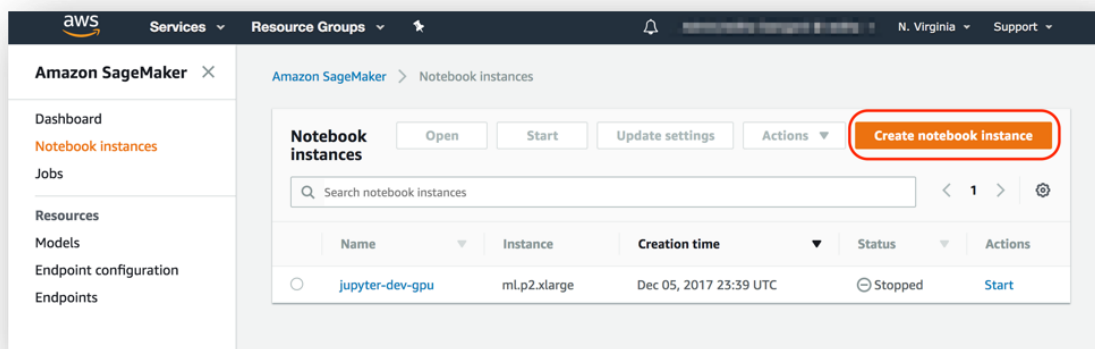 aws Services Resource Groups N. Virginia Support
Amazon SageMaker
Dashboard
Notebook instances
Jobs
Resources
Models
Endpoint configuration
Endpoints
Amazon SageMaker > Notebook instances
Notebook
instances
Open Start Update settings Actions Create notebook instance
Search notebook instances
1
Name Instance Creation time Status Actions
jupyter-dev-gpu ml.p2.xlarge Dec 05, 2017 23:39 UTC Stopped Start